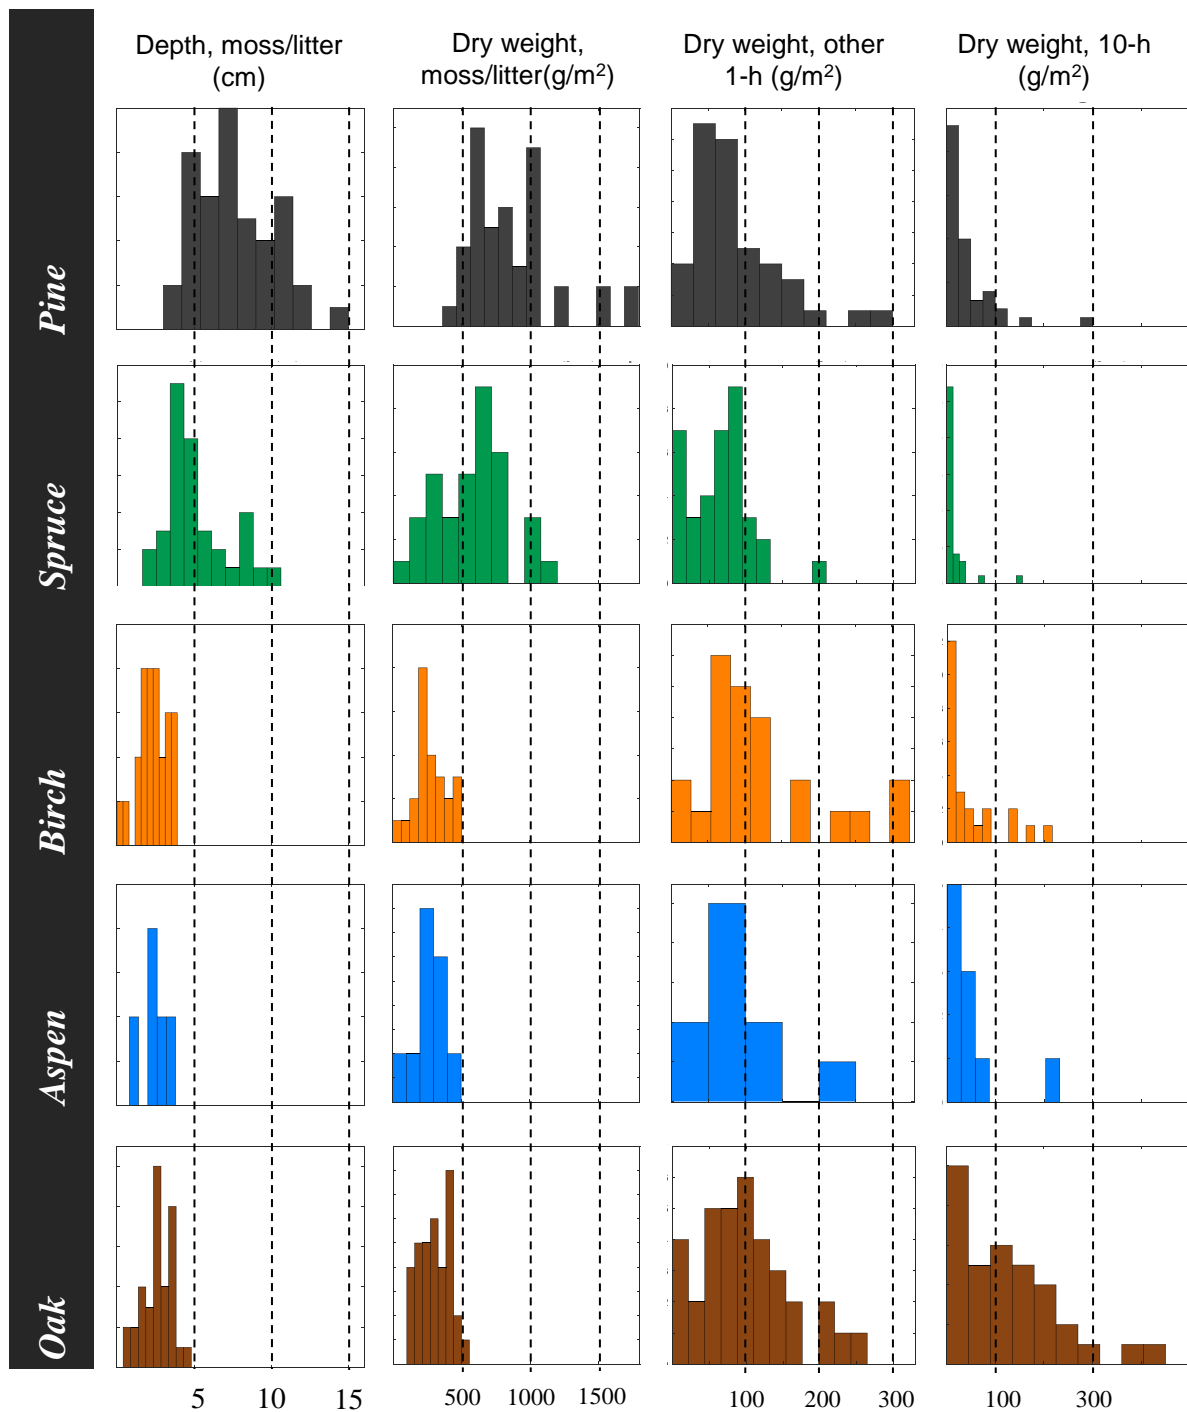 Depth, moss/litter
(cm)
Dry weight,
moss/litter(g/m²)
Dry weight, other
1-h (g/m²)
Dry weight, 10-h
(g/m²)
Pine
Spruce
Birch
Aspen
Oak
5 10 15
500 1000 1500
100 200 300
100 300